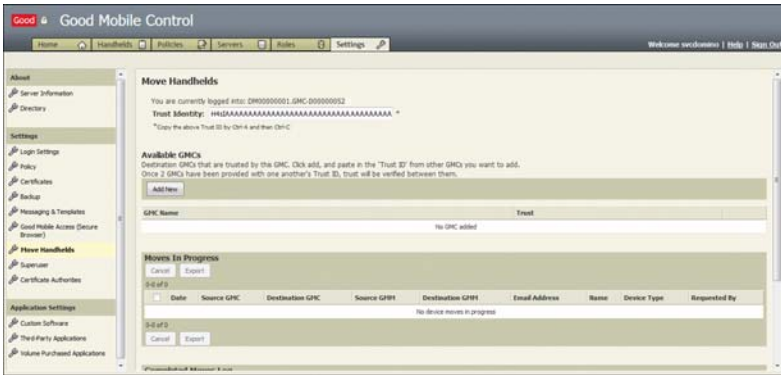 Good Good Mobile Control
Home Handhelds Policies Servers Roles Settings Welcome svcdomino | Help | Sign Out
About
Server Information
Directory
Settings
Login Settings
Policy
Certificates
Backup
Messaging & Templates
Good Mobile Access (Secure
Browser)
Move Handhelds
Superuser
Certificate Authorities
Application Settings
Custom Software
Third-Party Applications
Volume Purchased Applications
Move Handhelds
You are currently logged into:
Trust Identity: *
*Copy the above Trust ID by Ctrl-A and then Ctrl-C
Available GMCs
Destination GMCs that are trusted by this GMC. Click add, and paste in the 'Trust ID' from other GMCs you want to add.
Once 2 GMCs have been provided with one another's Trust ID, trust will be verified between them.
Add New
GMC Name Trust
No GMC added
Moves In Progress
Cancel Export
0-0 of 0
Date Source GMC Destination GMC Source GMM Destination GMM Email Address Name Device Type Requested By
No device moves in progress
0-0 of 0
Cancel Export
Completed Moves Log